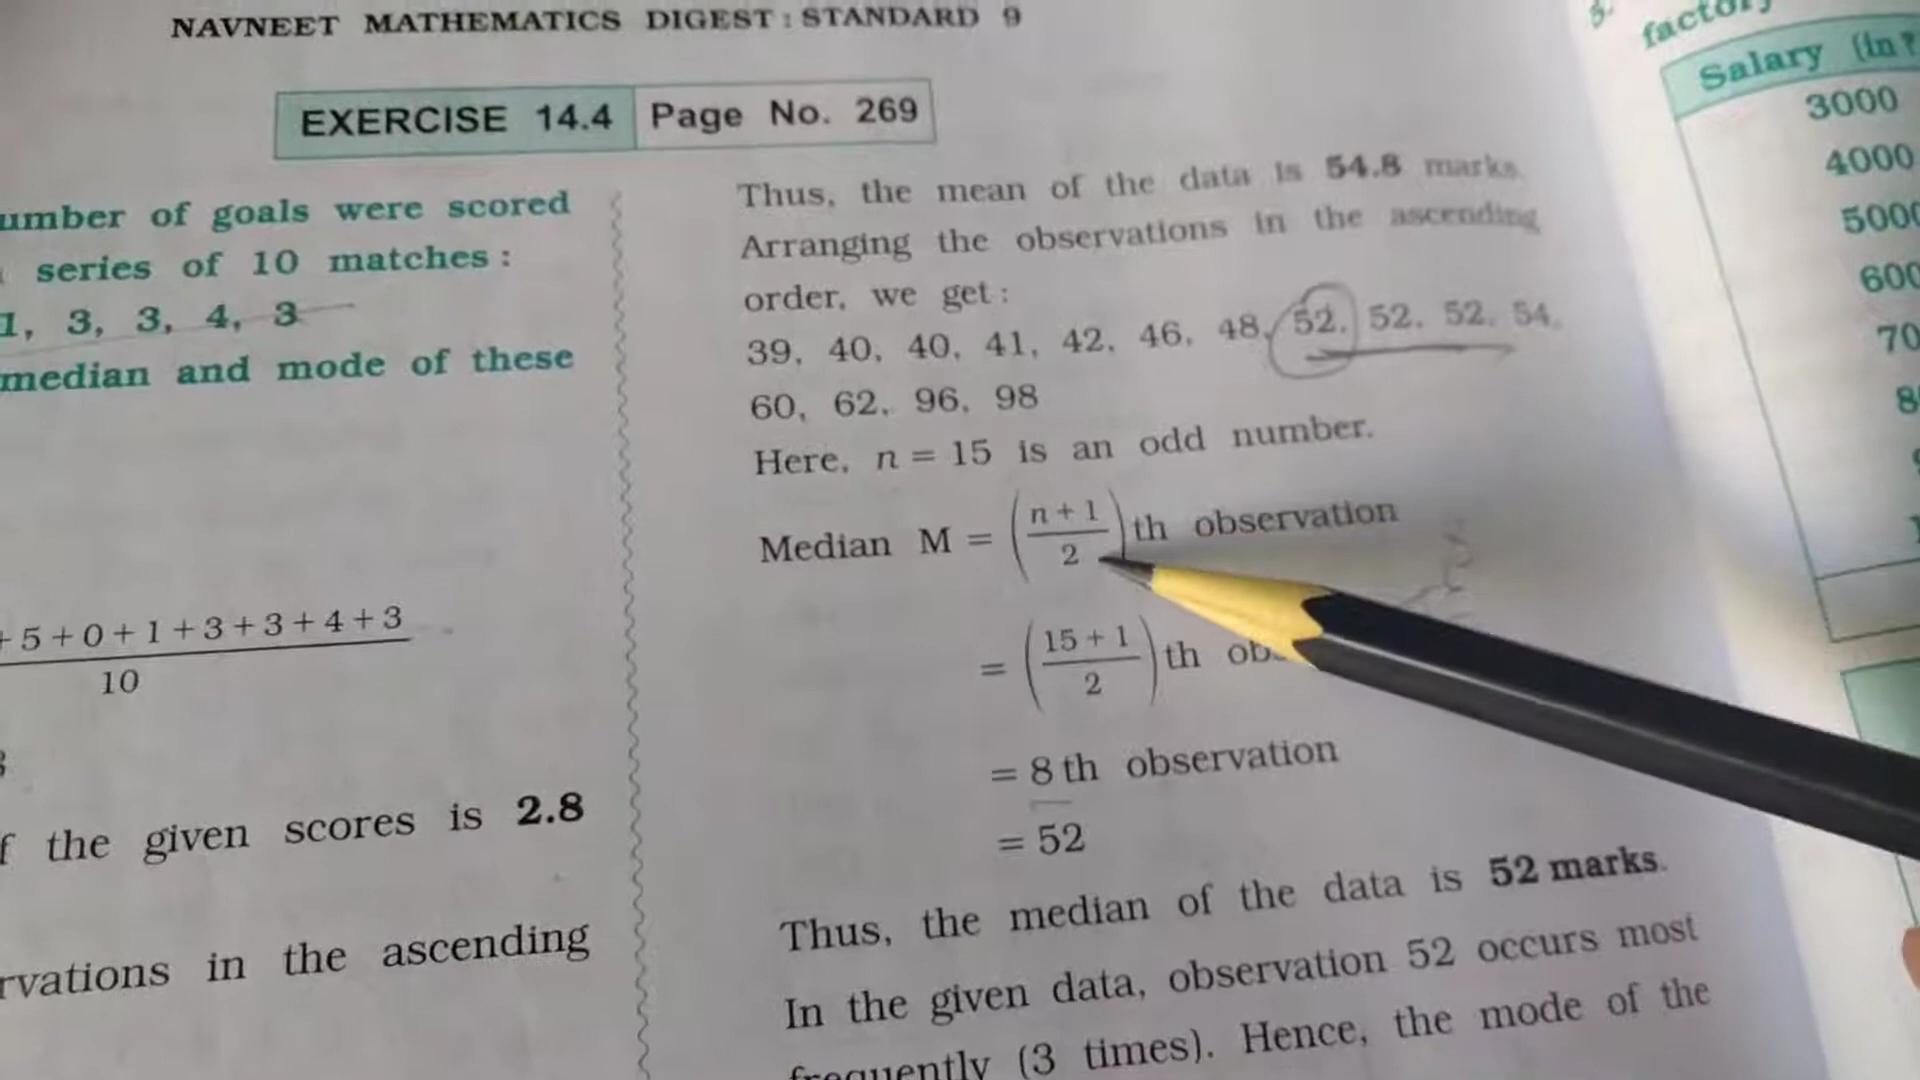 NAVNEET MATHEMATICS DIGEST : STANDARD 9
EXERCISE 14.4 Page No. 269
of goals were scored
series of 10 matches :
1, 3, 3, 4, 3
median and mode of these
+ 5 + 0 + 1 + 3 + 3 + 4 + 3
10
the given scores is 2.8
in the ascending
Thus, the mean of the data is 54.8 marks.
Arranging the observations in the ascending
order, we get :
39, 40, 40, 41, 42, 46, 48, 52, 52, 52, 54,
60, 62, 96, 98
Here, n = 15 is an odd number.
Median M = (n + 1 / 2) th observation
= (15 + 1 / 2) th
= 8 th observation
= 52
Thus, the median of the data is 52 marks.
In the given data, observation 52 occurs most
frequently (3 times). Hence, the mode of the
Salary (in
3000
4000